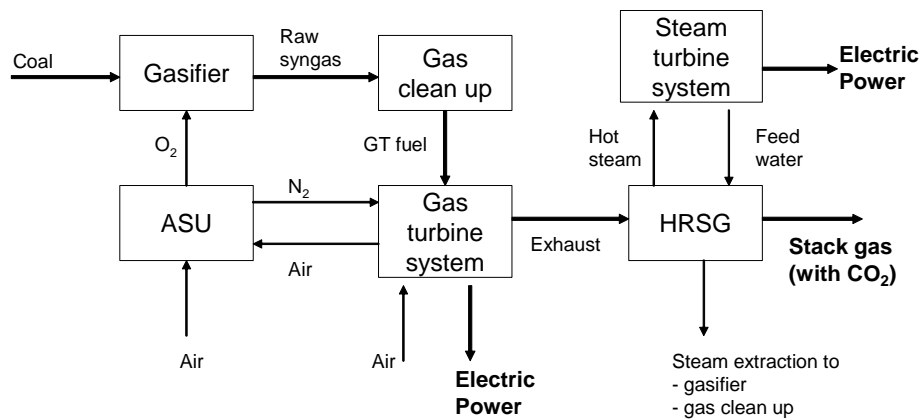 Coal
Gasifier
Raw
syngas
Gas
clean up
Steam
turbine
system
Electric
Power
O₂
GT fuel
Hot
steam
Feed
water
ASU
N₂
Air
Gas
turbine
system
Exhaust
HRSG
Stack gas
(with CO₂)
Air
Air
Electric
Power
Steam extraction to
- gasifier
- gas clean up